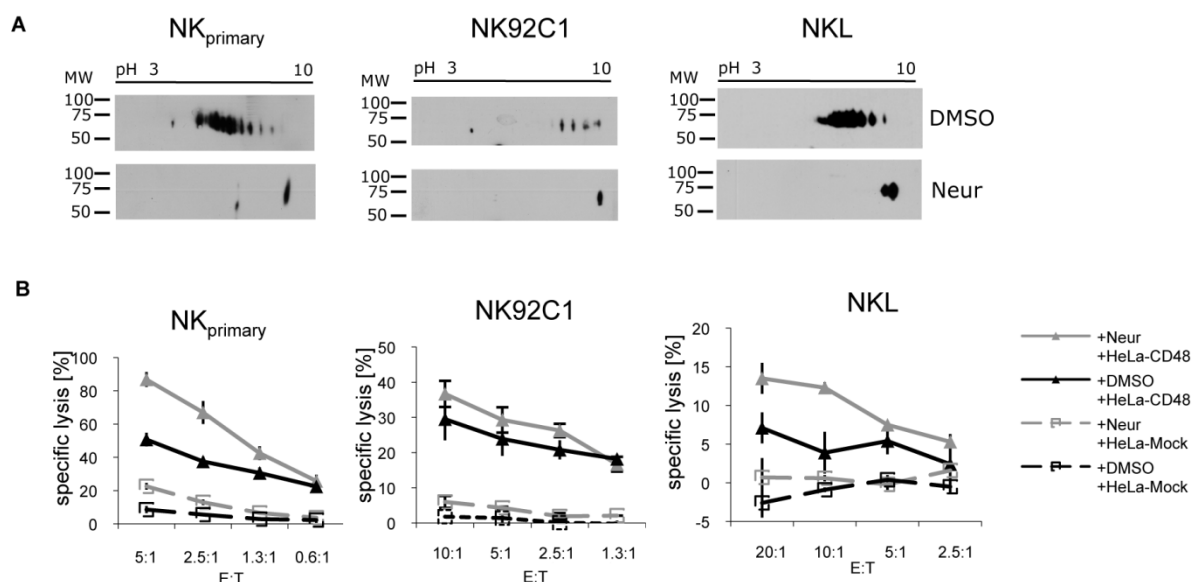 A
NKprimary NK92C1 NKL
MW pH 3 10 MW pH 3 10 MW pH 3 10
100 100 100
75 75 75 DMSO
50 50 50
100 100 100
75 75 75 Neur
50 50 50
B
NKprimary NK92C1 NKL
specific lysis [%]
100
80
60
40
20
0
5:1 2.5:1 1.3:1 0.6:1
E:T
specific lysis [%]
50
40
30
20
10
0
10:1 5:1 2.5:1 1.3:1
E:T
specific lysis [%]
20
15
10
5
0
-5
20:1 10:1 5:1 2.5:1
E:T
+Neur
+HeLa-CD48
+DMSO
+HeLa-CD48
+Neur
+HeLa-Mock
+DMSO
+HeLa-Mock